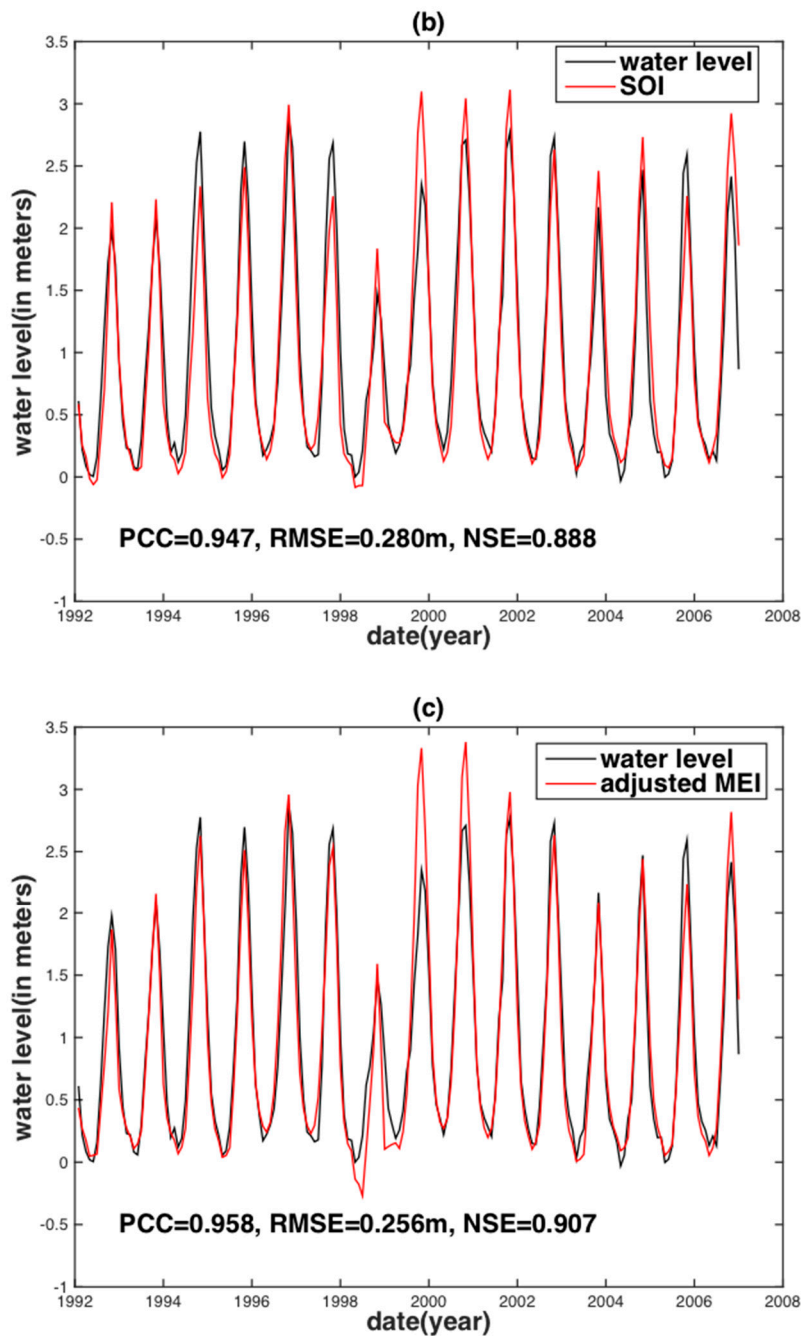 (b)
water level
SOI
3.5
3
2.5
2
1.5
1
0.5
0
-0.5
-1
water level(in meters)
PCC=0.947, RMSE=0.280m, NSE=0.888
1992 1994 1996 1998 2000 2002 2004 2006 2008
date(year)
(c)
water level
adjusted MEI
3.5
3
2.5
2
1.5
1
0.5
0
-0.5
-1
water level(in meters)
PCC=0.958, RMSE=0.256m, NSE=0.907
1992 1994 1996 1998 2000 2002 2004 2006 2008
date(year)